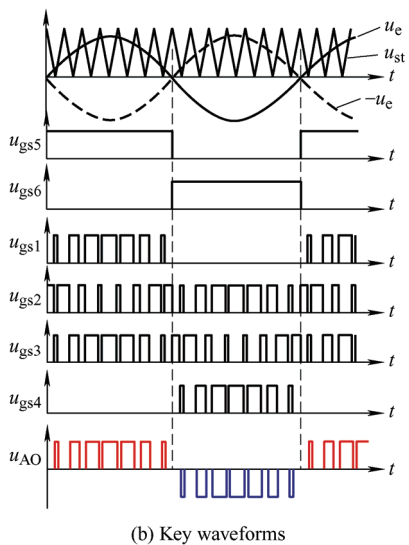 u_e
u_st
t
-u_e
u_gs5
t
u_gs6
t
u_gs1
t
u_gs2
t
u_gs3
t
u_gs4
t
u_AO
t
(b) Key waveforms